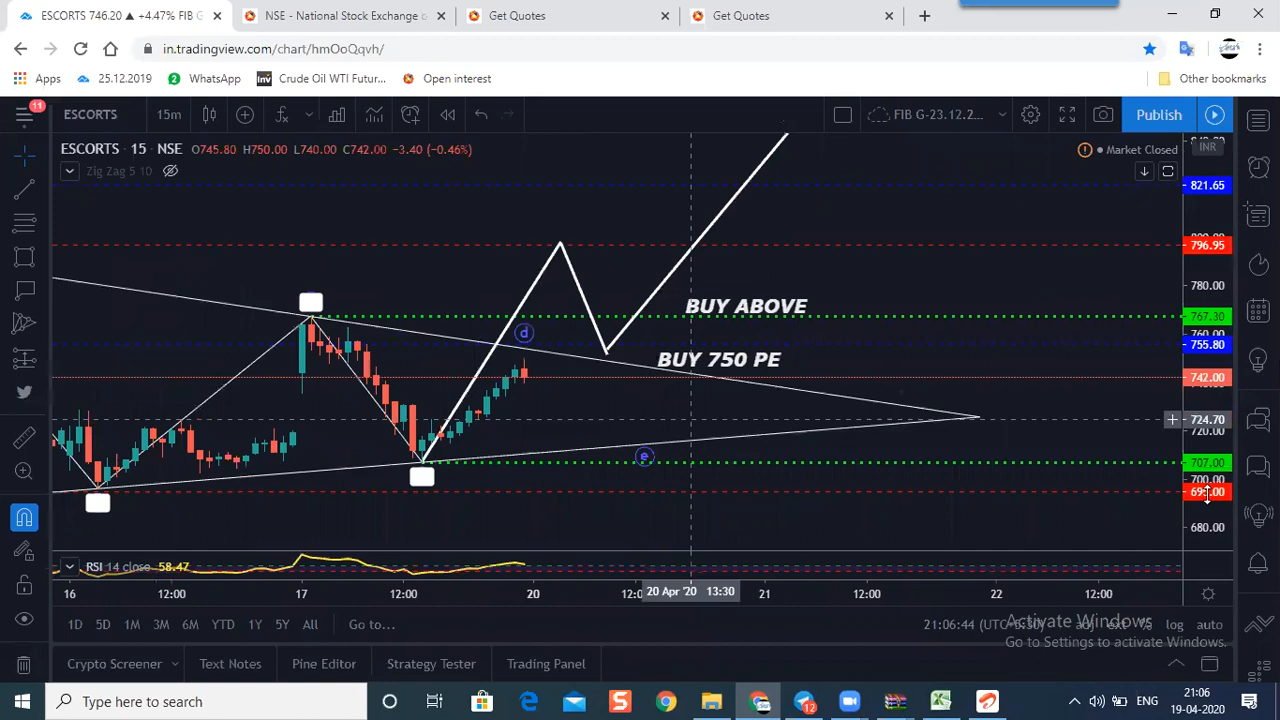 ESCORTS 746.20 ▲ +4.47% FIB G
NSE - National Stock Exchange o
Get Quotes
Get Quotes
in.tradingview.com/chart/hmOoQqvh/
Apps
25.12.2019
2 WhatsApp
Inv Crude Oil WTI Futur...
Open interest
Other bookmarks
11
ESCORTS
15m
FIB G-23.12.2...
Publish
ESCORTS · 15 · NSE
O745.80 H750.00 L740.00 C742.00 −3.40 (−0.46%)
Market Closed
INR
Zig Zag 5 10
821.65
796.95
780.00
BUY ABOVE
767.30
760.00
d
755.80
BUY 750 PE
742.00
724.70
720.00
e
707.00
700.00
680.00
RSI 14 close 58.47
16
12:00
17
12:00
20
20 Apr '20 13:30
21
12:00
22
12:00
1D 5D 1M 3M 6M YTD 1Y 5Y All Go to...
21:06:44 (UTC+5:30)
adj ext % log auto
Activate Windows
Go to Settings to activate Windows.
Crypto Screener
Text Notes
Pine Editor
Strategy Tester
Trading Panel
Type here to search
12
ENG
21:06
19-04-2020